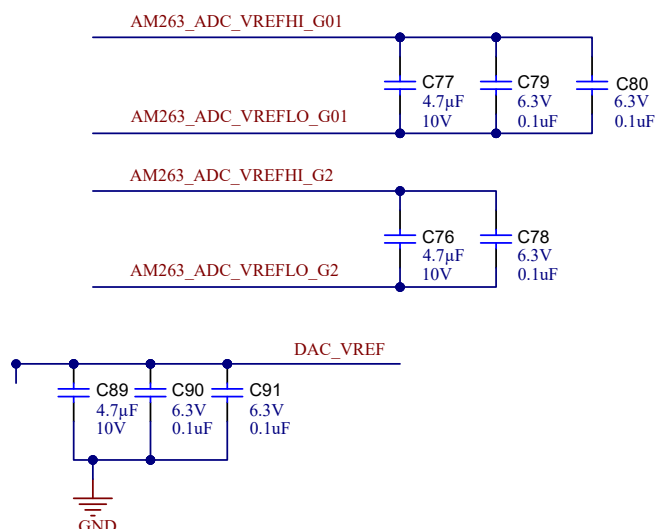 AM263_ADC_VREFHI_G01
C77
4.7µF
10V
C79
6.3V
0.1uF
C80
6.3V
0.1uF
AM263_ADC_VREFLO_G01
AM263_ADC_VREFHI_G2
C76
4.7µF
10V
C78
6.3V
0.1uF
AM263_ADC_VREFLO_G2
DAC_VREF
C89
4.7µF
10V
C90
6.3V
0.1uF
C91
6.3V
0.1uF
GND